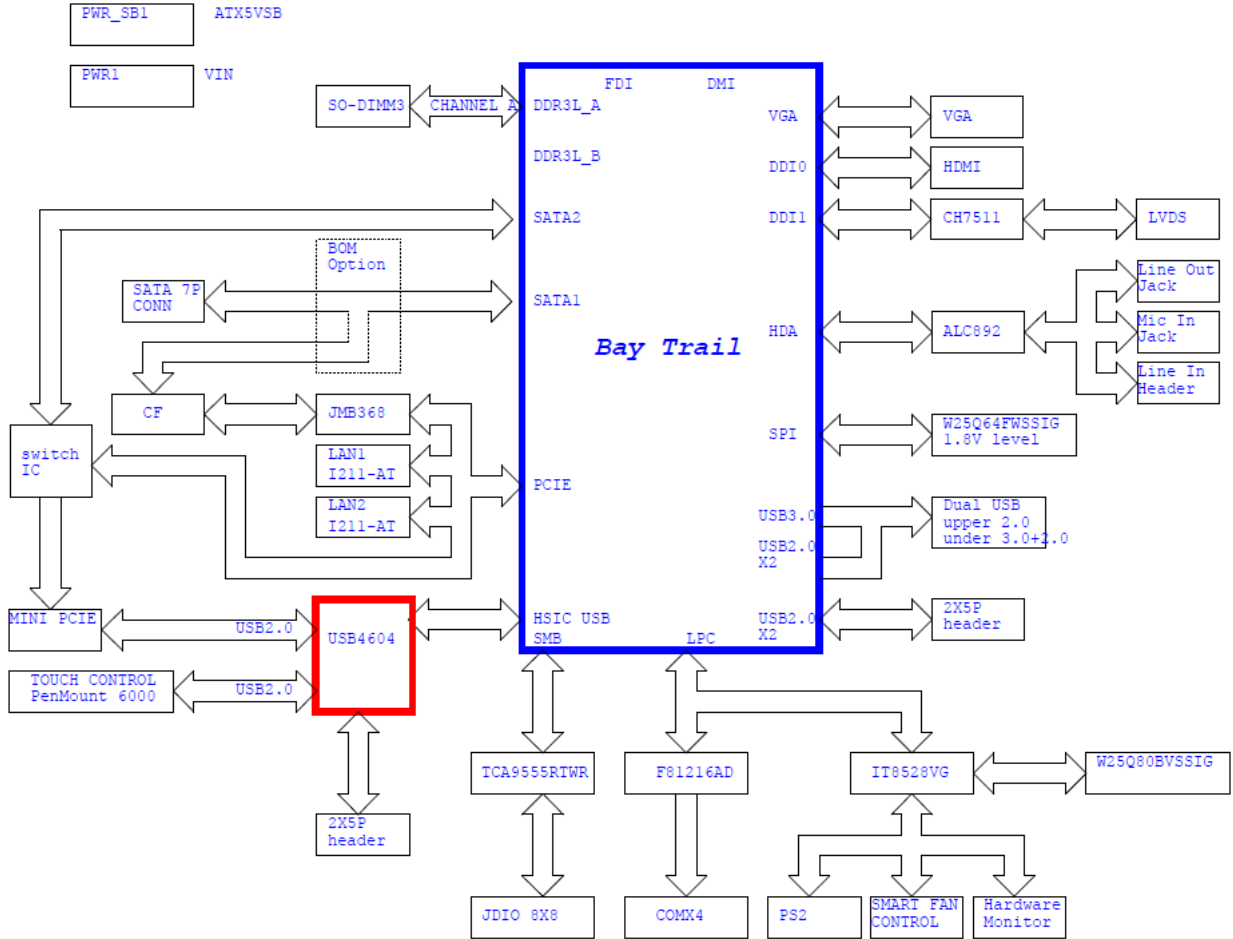 PWR_SB1 ATX5VSB
PWR1 VIN
FDI DMI
SO-DIMM3 CHANNEL A DDR3L_A
VGA VGA
DDR3L_B
DDI0 HDMI
SATA2
DDI1 CH7511 LVDS
BOM
Option
SATA 7P
CONN
SATA1
Line Out
Jack
HDA ALC892
Mic In
Jack
Bay Trail
Line In
Header
CF JMB368
SPI
W25Q64FWSSIG
1.8V level
switch
IC
LAN1
I211-AT
PCIE
LAN2
I211-AT
USB3.0
USB2.0
X2
Dual USB
upper 2.0
under 3.0+2.0
MINI PCIE
USB2.0
USB4604
HSIC USB
SMB
LPC
USB2.0
X2
2X5P
header
TOUCH CONTROL
PenMount 6000
USB2.0
TCA9555RTWR
F81216AD
IT8528VG
W25Q80BVSSIG
2X5P
header
JDIO 8X8
COMX4
PS2
SMART FAN
CONTROL
Hardware
Monitor